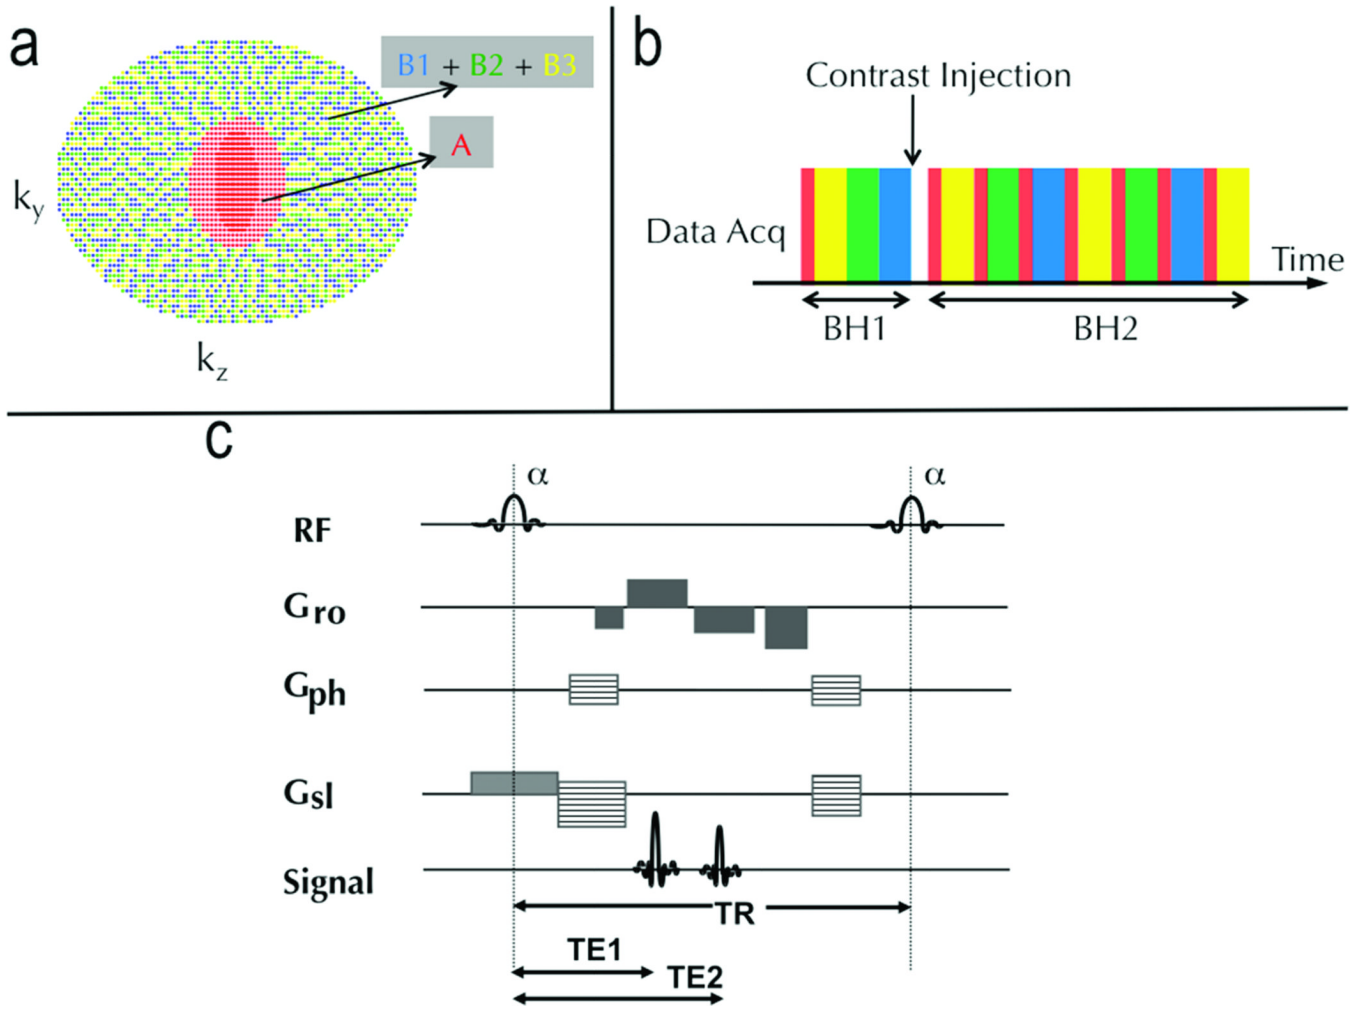 a
B1 + B2 + B3
A
ky
kz
b
Contrast Injection
Data Acq
Time
BH1
BH2
c
α
α
RF
Gro
Gph
Gsl
Signal
TR
TE1
TE2